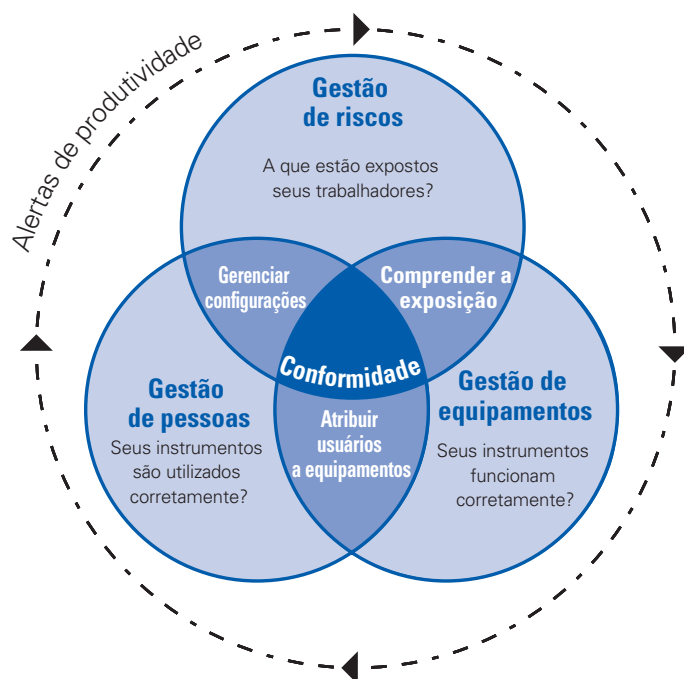 Alertas de produtividade
Gestão
de riscos
A que estão expostos
seus trabalhadores?
Gerenciar
configurações
Comprender a
exposição
Conformidade
Gestão
de pessoas
Seus instrumentos
são utilizados
corretamente?
Atribuir
usuários
a equipamentos
Gestão de
equipamentos
Seus instrumentos
funcionam
corretamente?